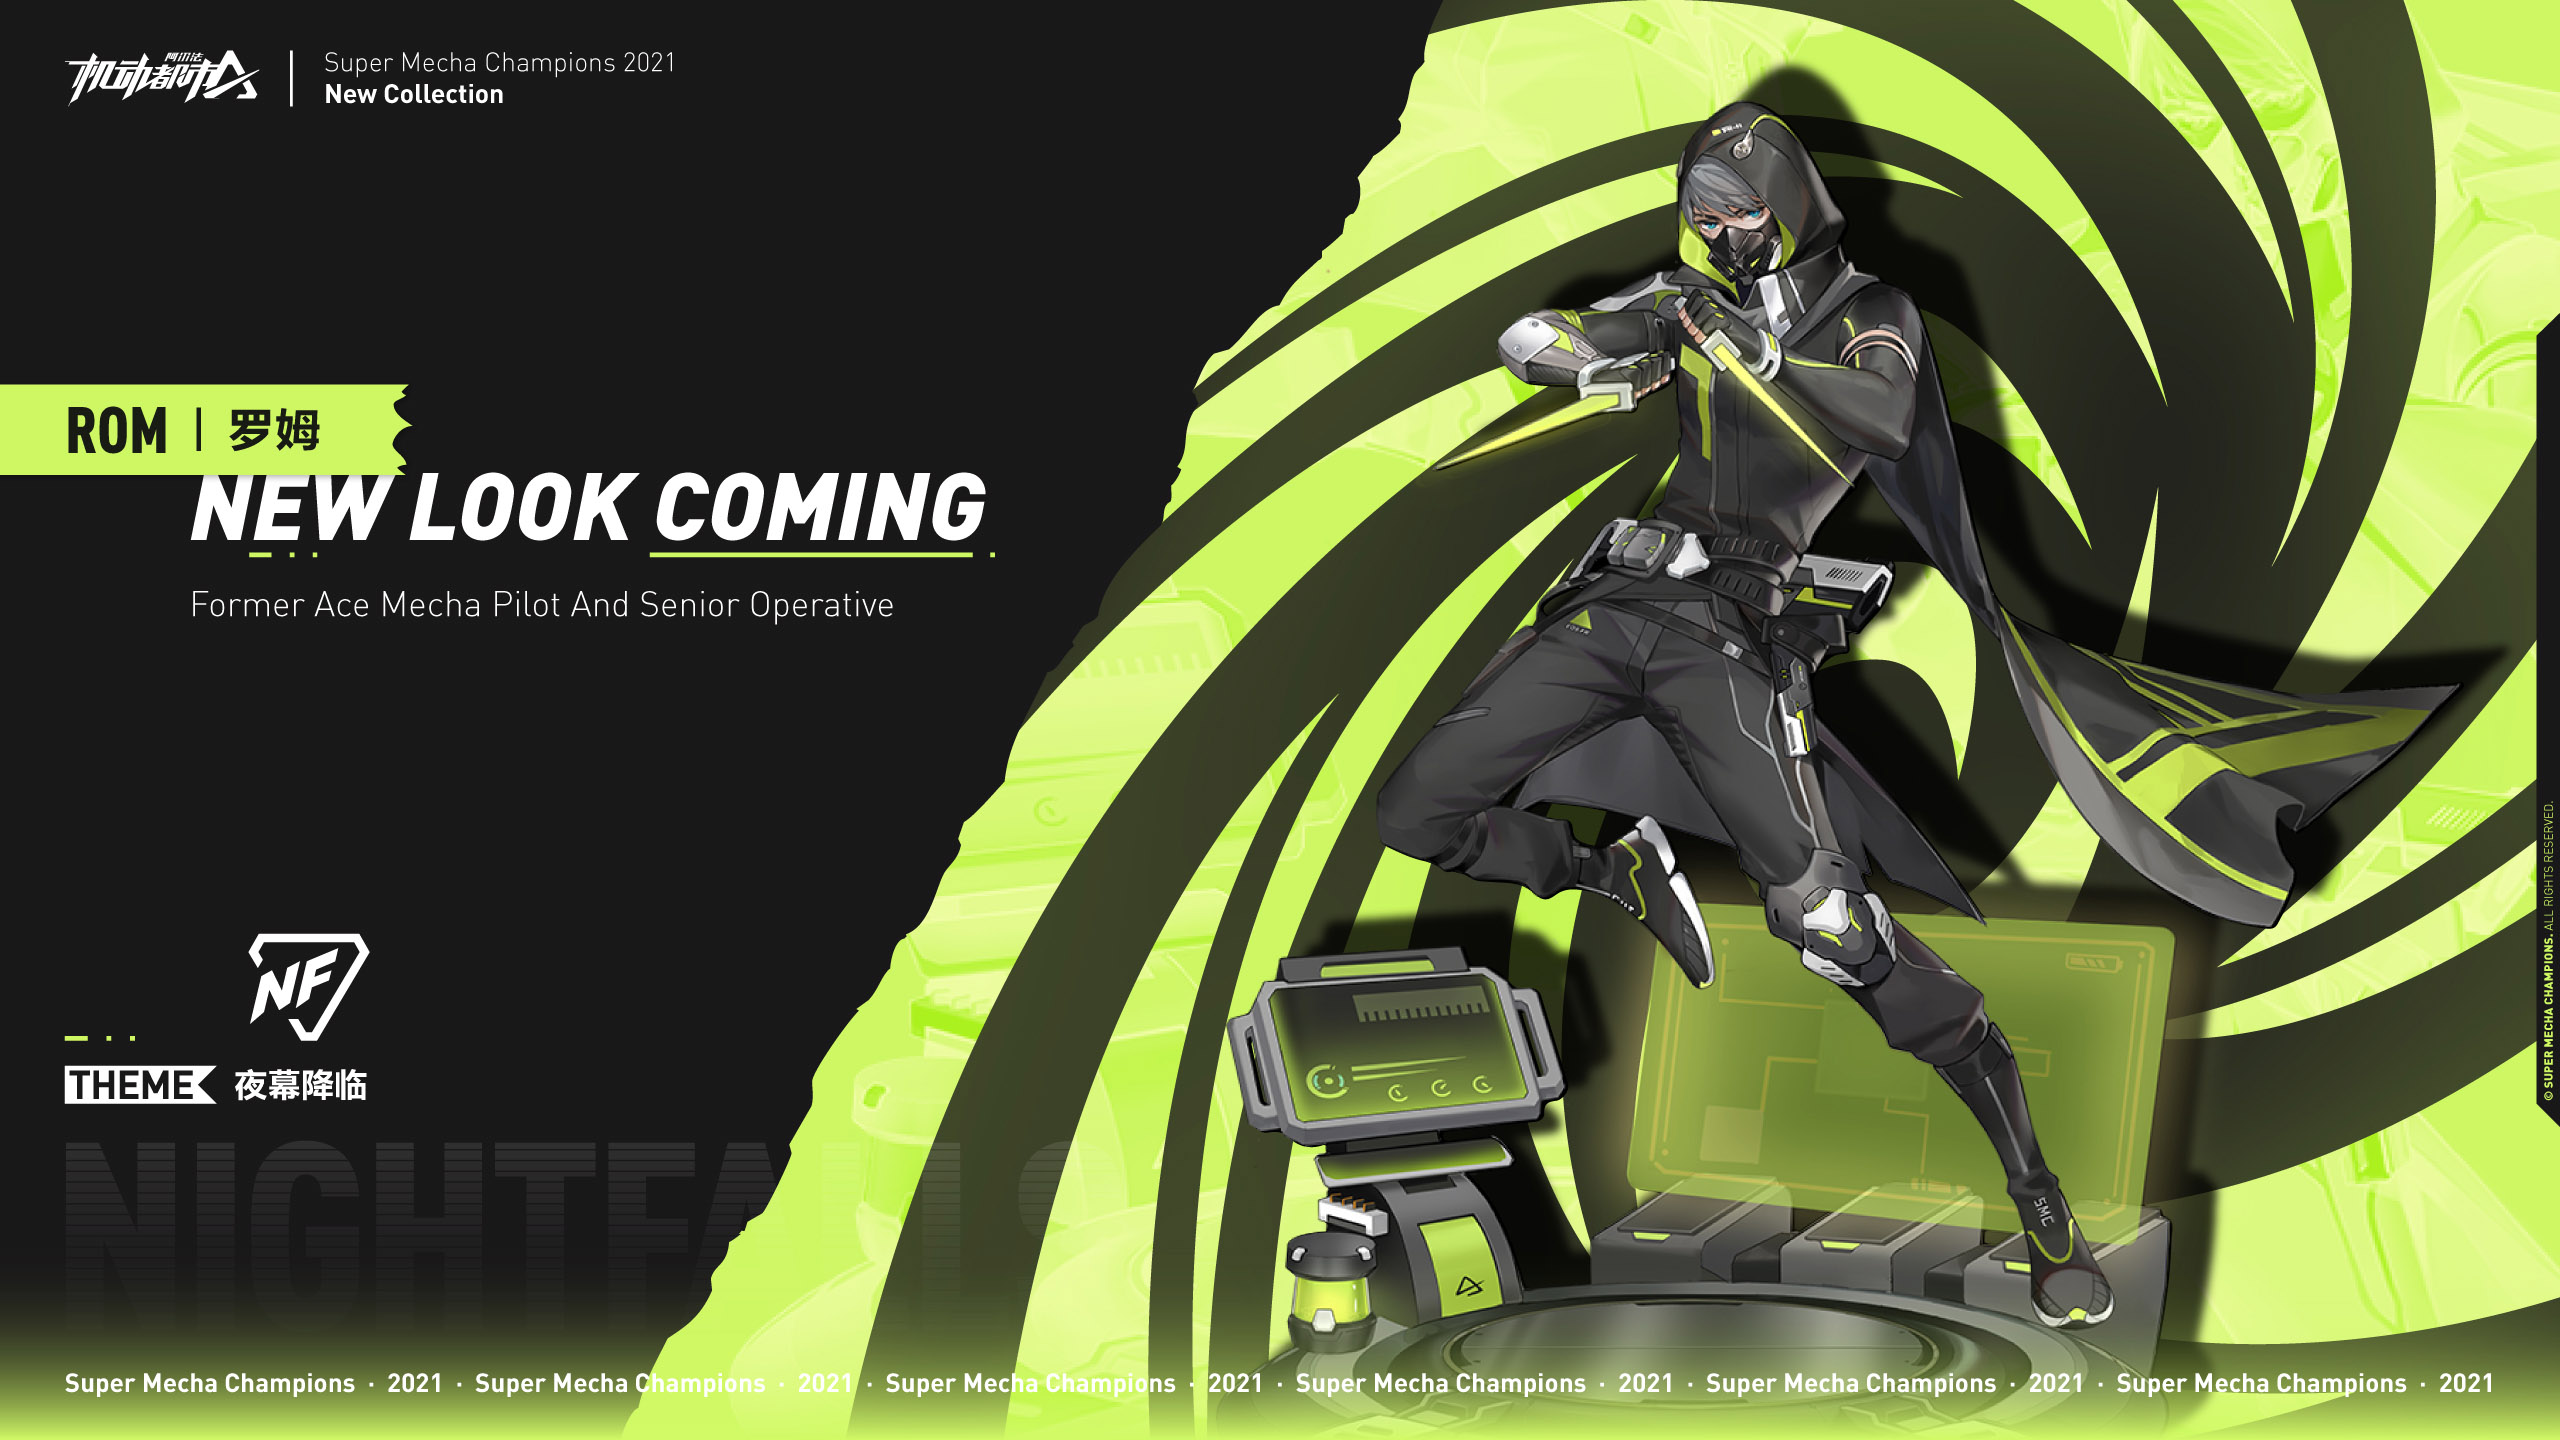 阿尔法
机动都市A
Super Mecha Champions 2021
New Collection
ROM | 罗姆
NEW LOOK COMING
Former Ace Mecha Pilot And Senior Operative
NF
THEME 夜幕降临
NIGHTFALL
SMC
Super Mecha Champions · 2021 · Super Mecha Champions · 2021 · Super Mecha Champions · 2021 · Super Mecha Champions · 2021 · Super Mecha Champions · 2021 · Super Mecha Champions · 2021
© SUPER MECHA CHAMPIONS. ALL RIGHTS RESERVED.